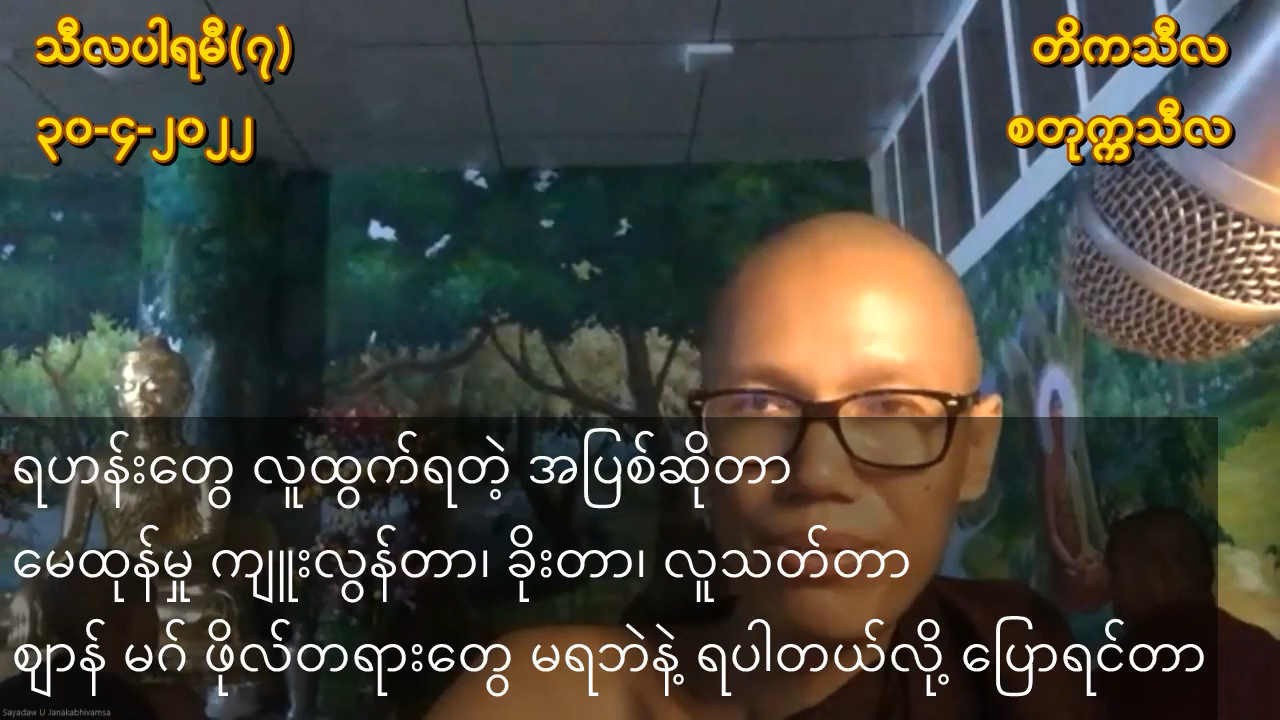 သီလပါရမီ(၇)
၃၀-၄-၂၀၂၂
တိကသီလ
စတုက္ကသီလ
ရဟန်းတွေ လူထွက်ရတဲ့ အပြစ်ဆိုတာ
မေထုန်မှု ကျူးလွန်တာ၊ ခိုးတာ၊ လူသတ်တာ
ဈာန် မဂ် ဖိုလ်တရားတွေ မရဘဲနဲ့ ရပါတယ်လို့ ပြောရင်တာ
Sayadaw U Janakabhivamsa